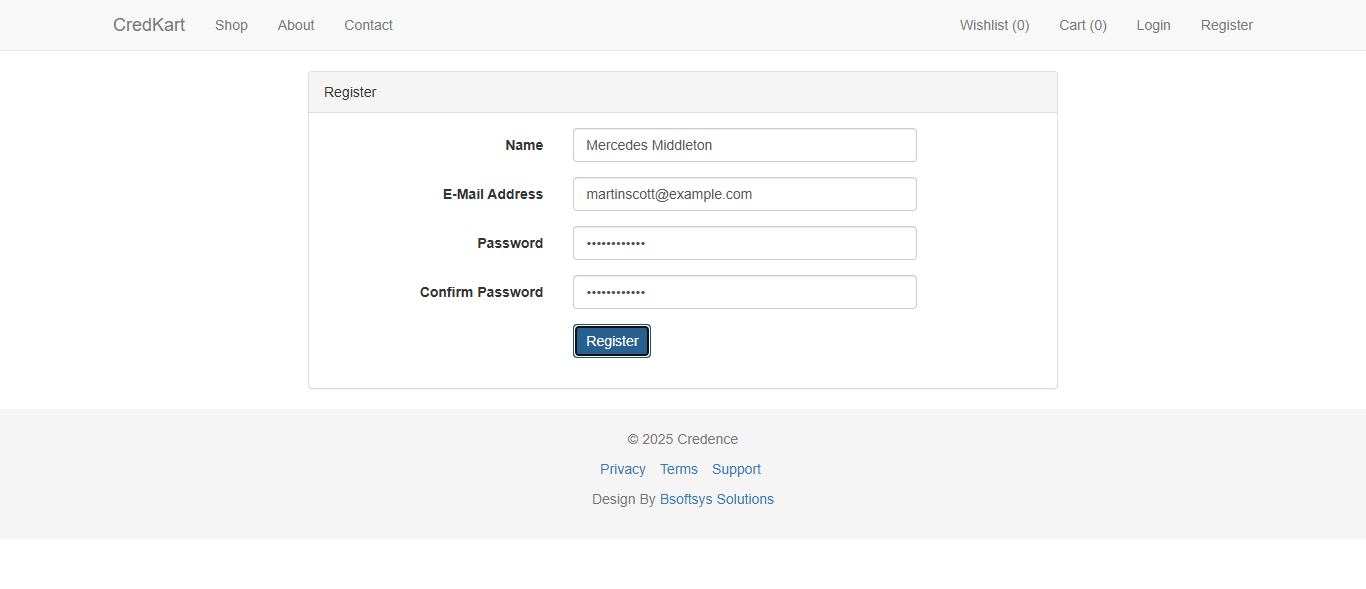 CredKart Shop About Contact Wishlist (0) Cart (0) Login Register
Register
Name Mercedes Middleton
E-Mail Address martinscott@example.com
Password ••••••••••••
Confirm Password ••••••••••••
Register
© 2025 Credence
Privacy Terms Support
Design By Bsoftsys Solutions